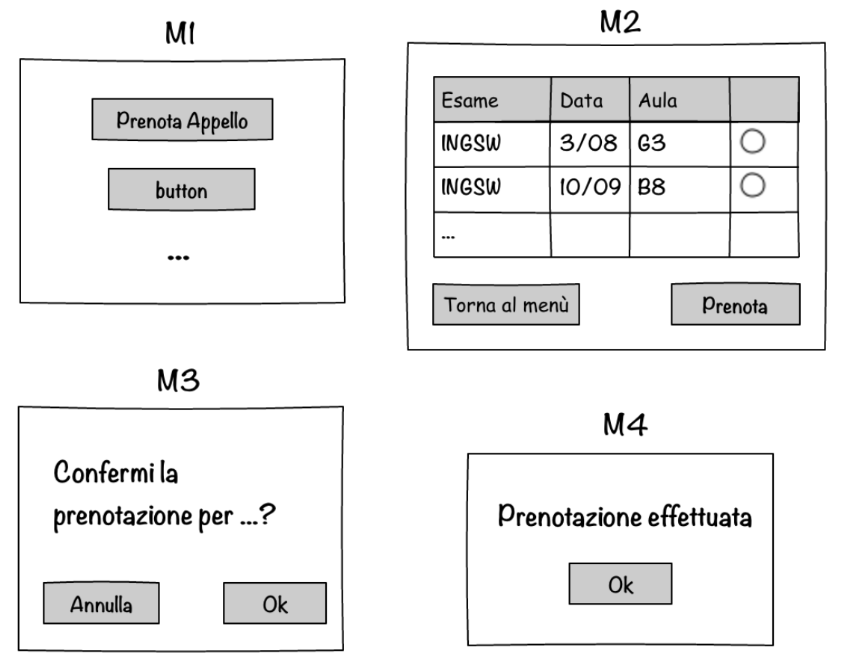 M1
Prenota Appello
button
...
M2
Esame Data Aula
INGSW 3/08 G3
INGSW 10/09 B8
...
Torna al menù Prenota
M3
Confermi la
prenotazione per ...?
Annulla Ok
M4
Prenotazione effettuata
Ok